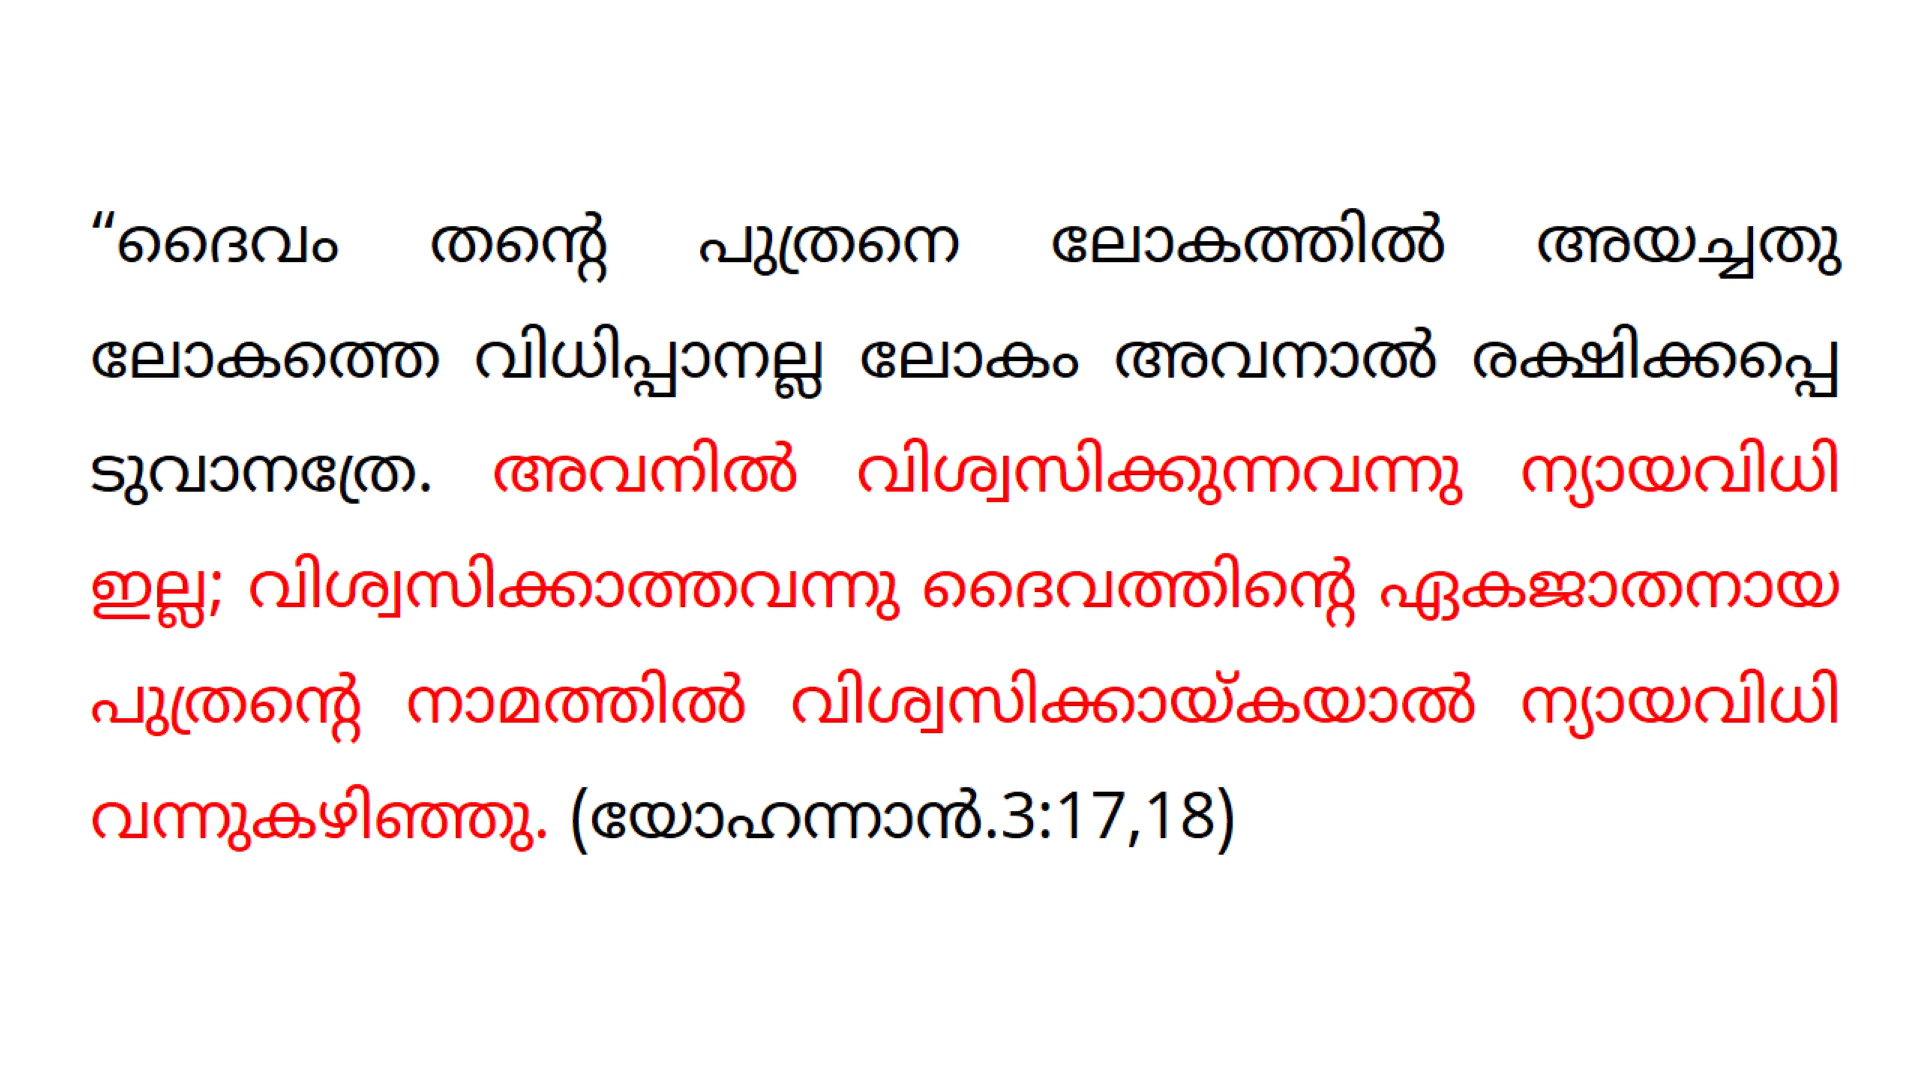 “ദൈവം തന്റെ പുത്രനെ ലോകത്തിൽ അയച്ചതു
ലോകത്തെ വിധിപ്പാനല്ല ലോകം അവനാൽ രക്ഷിക്കപ്പെ
ടുവാനത്രേ. അവനിൽ വിശ്വസിക്കുന്നവന്നു ന്യായവിധി
ഇല്ല; വിശ്വസിക്കാത്തവന്നു ദൈവത്തിന്റെ ഏകജാതനായ
പുത്രന്റെ നാമത്തിൽ വിശ്വസിക്കായ്കയാൽ ന്യായവിധി
വന്നുകഴിഞ്ഞു. (യോഹന്നാൻ.3:17,18)